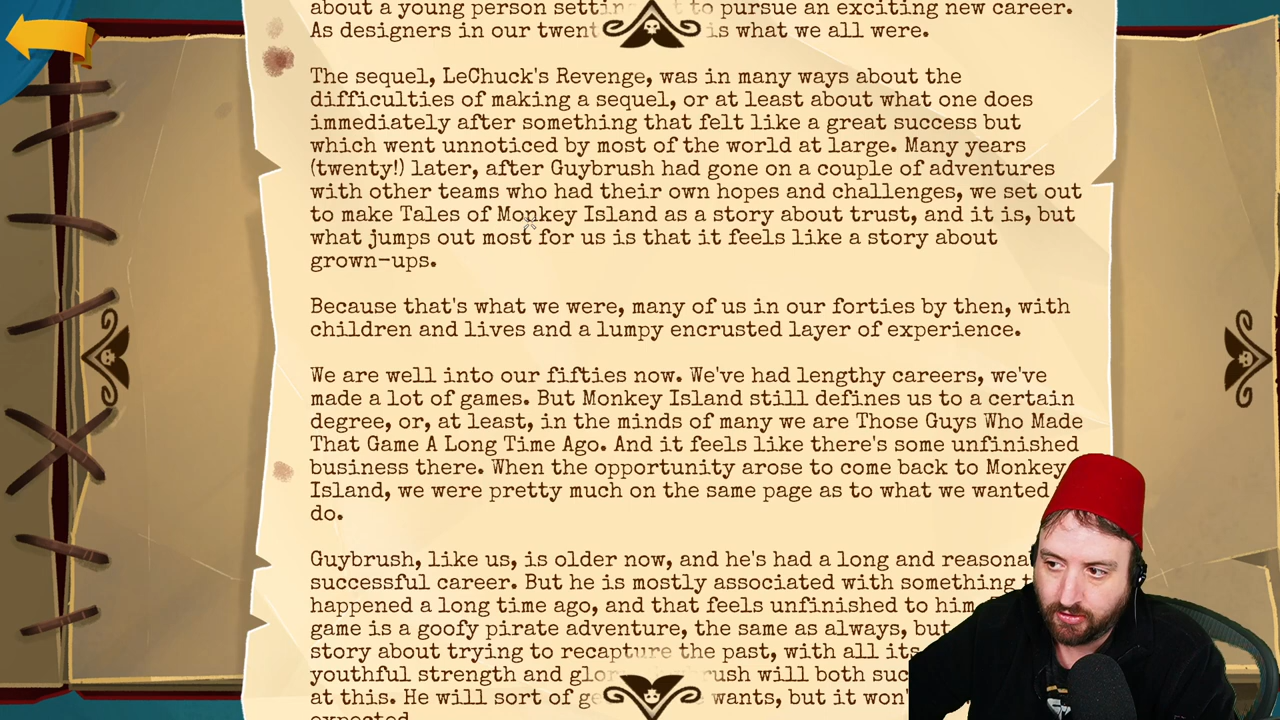 about a young person setting to pursue an exciting new career.
As designers in our twent is what we all were.
The sequel, LeChuck's Revenge, was in many ways about the
difficulties of making a sequel, or at least about what one does
immediately after something that felt like a great success but
which went unnoticed by most of the world at large. Many years
(twenty!) later, after Guybrush had gone on a couple of adventures
with other teams who had their own hopes and challenges, we set out
to make Tales of Monkey Island as a story about trust, and it is, but
what jumps out most for us is that it feels like a story about
grown-ups.
Because that's what we were, many of us in our forties by then, with
children and lives and a lumpy encrusted layer of experience.
We are well into our fifties now. We've had lengthy careers, we've
made a lot of games. But Monkey Island still defines us to a certain
degree, or, at least, in the minds of many we are Those Guys Who Made
That Game A Long Time Ago. And it feels like there's some unfinished
business there. When the opportunity arose to come back to Monkey
Island, we were pretty much on the same page as to what we wanted
do.
Guybrush, like us, is older now, and he's had a long and reasona
successful career. But he is mostly associated with something t
happened a long time ago, and that feels unfinished to him.
game is a goofy pirate adventure, the same as always, but
story about trying to recapture the past, with all its
youthful strength and glor rush will both suc
at this. He will sort of ge wants, but it won'
expected